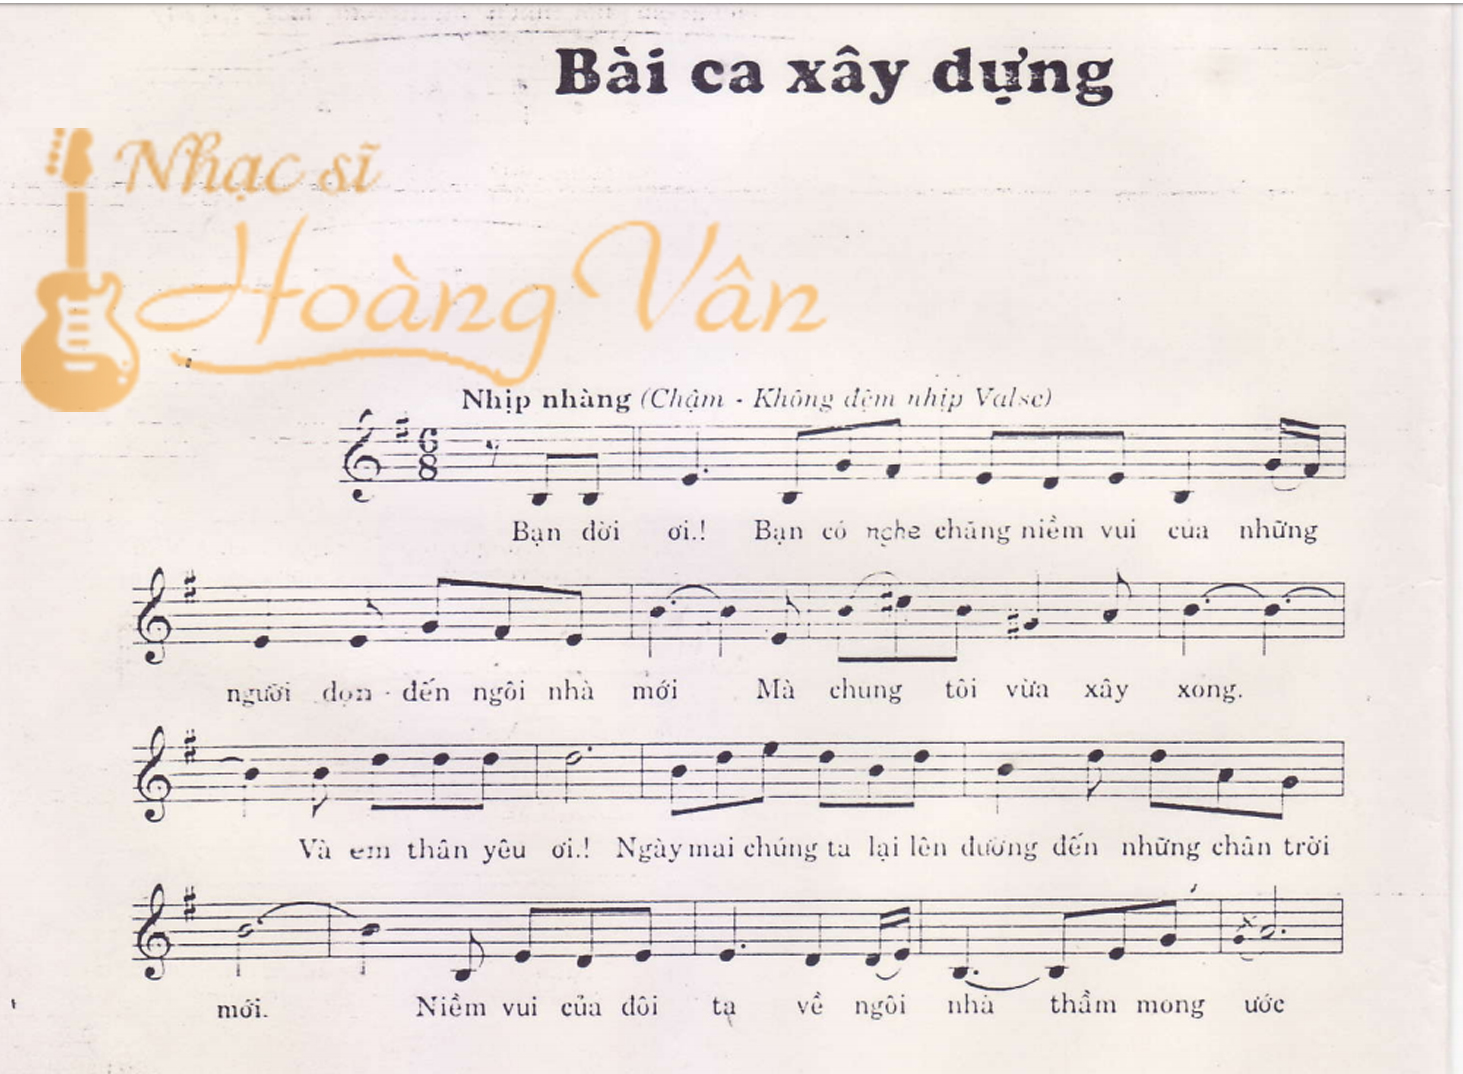 Bài ca xây dựng
Nhạc sĩ
Hoàng Vân
Nhịp nhàng (Chậm - Không đệm nhịp Valse)
6
8
Bạn đời ơi.! Bạn có nghe chăng niềm vui của những
người dọn đến ngôi nhà mới Mà chung tôi vừa xây xong.
Và em thân yêu ơi.! Ngày mai chúng ta lại lên đường đến những chân trời
mới. Niềm vui của đôi ta về ngôi nhà thầm mong ước